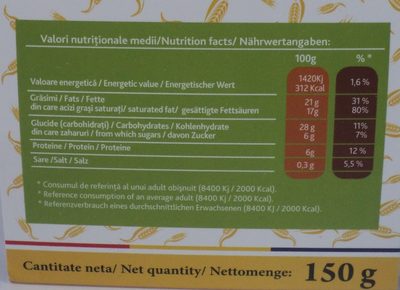 Valori nutriționale medii/Nutrition facts/ Nährwertangaben:
100g %*
Valoare energetică / Energetic value / Energetischer Wert 1420Kj 312 Kcal 1,6 %
Grăsimi / Fats / Fette 21 g 31 %
din care acizi grași saturați/ saturated fat/ gesättigte Fettsäuren 17g 80%
Glucide (carbohidrați) / Carbohydrates / Kohlenhydrate 28 g 11%
din care zaharuri / from which sugars / davon Zucker 6 g 7%
Proteine / Protein / Proteine 6g 12 %
Sare /Salt / Salz 0,3 g 5,5 %
* Consumul de referință al unui adult obișnuit (8400 Kj / 2000 Kcal).
* Reference consumption of an average adult (8400 Kj / 2000 Kcal).
* Referenzverbrauch eines durchschnittlichen Erwachsenen (8400 Kj / 2000 Kcal).
Cantitate neta/ Net quantity/ Nettomenge: 150 g